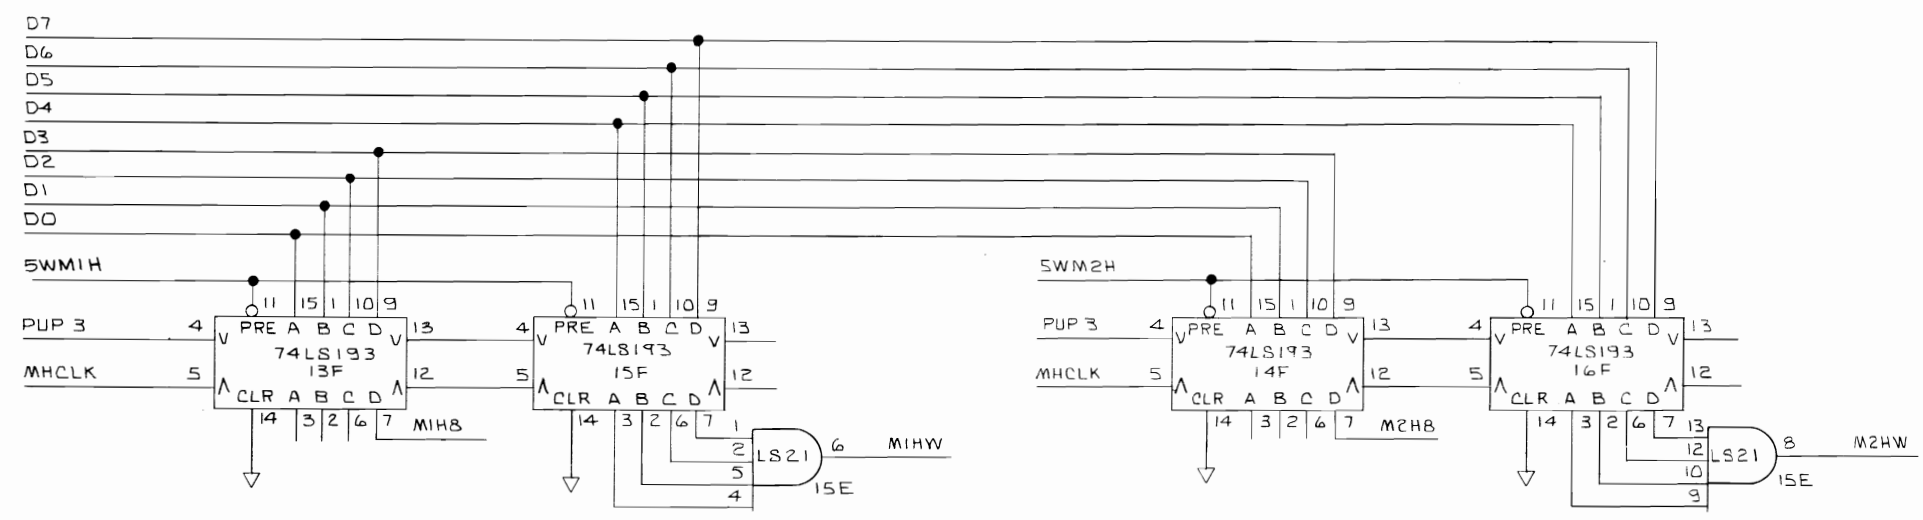 D7
D6
D5
D4
D3
D2
D1
D0
5WM1H
5WM2H
11 15 1 10 9
11 15 1 10 9
11 15 1 10 9
11 15 1 10 9
PUP 3 4 V PRE A B C D V 13
4 V PRE A B C D V 13
PUP 3 4 V PRE A B C D V 13
4 V PRE A B C D V 13
74LS193
74LS193
74LS193
74LS193
MHCLK 5 13F 12
5 15F 12
MHCLK 5 14F 12
5 16F 12
CLR A B C D
CLR A B C D
CLR A B C D
CLR A B C D
14 3 2 6 7 M1H8
14 3 2 6 7
14 3 2 6 7 M2H8
14 3 2 6 7
1
2
5
4
LS21
6 M1HW
15E
13
12
10
9
LS21
8 M2HW
15E